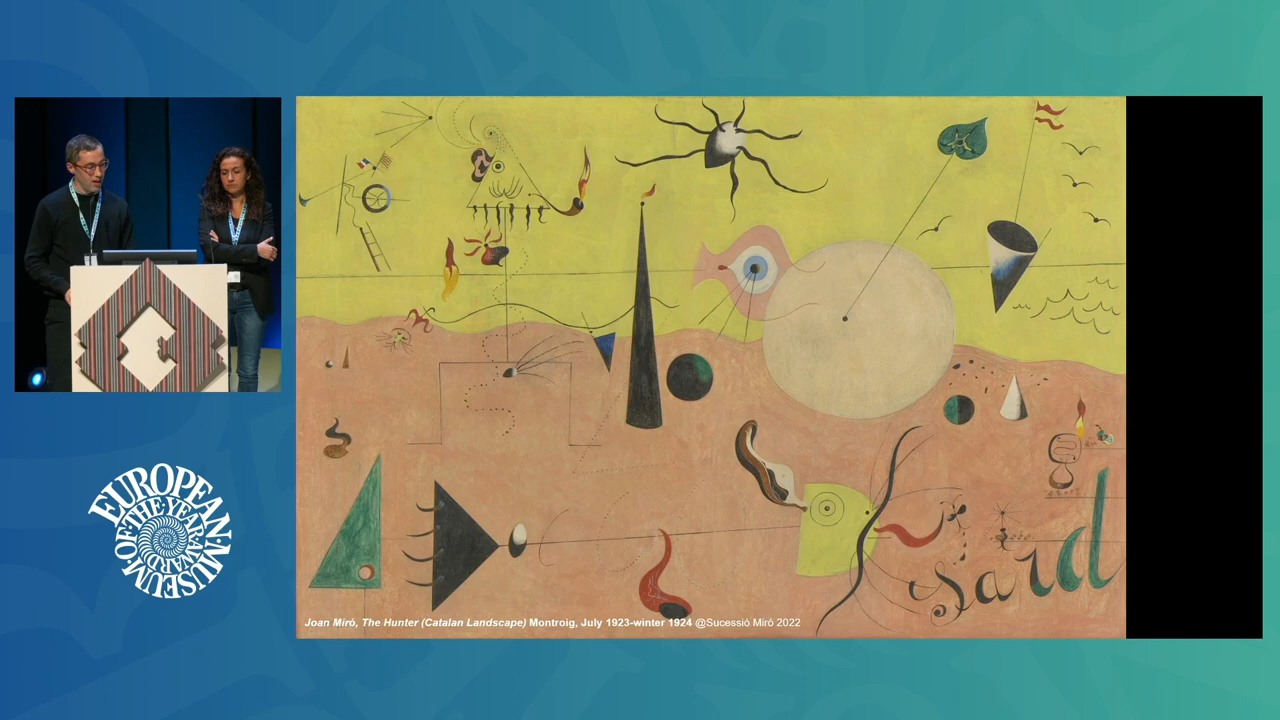 EUROPEAN·MUSEUM
OF·THE·YEAR·AWARD
sard
Joan Miró, The Hunter (Catalan Landscape) Montroig, July 1923-winter 1924 @Sucessió Miró 2022